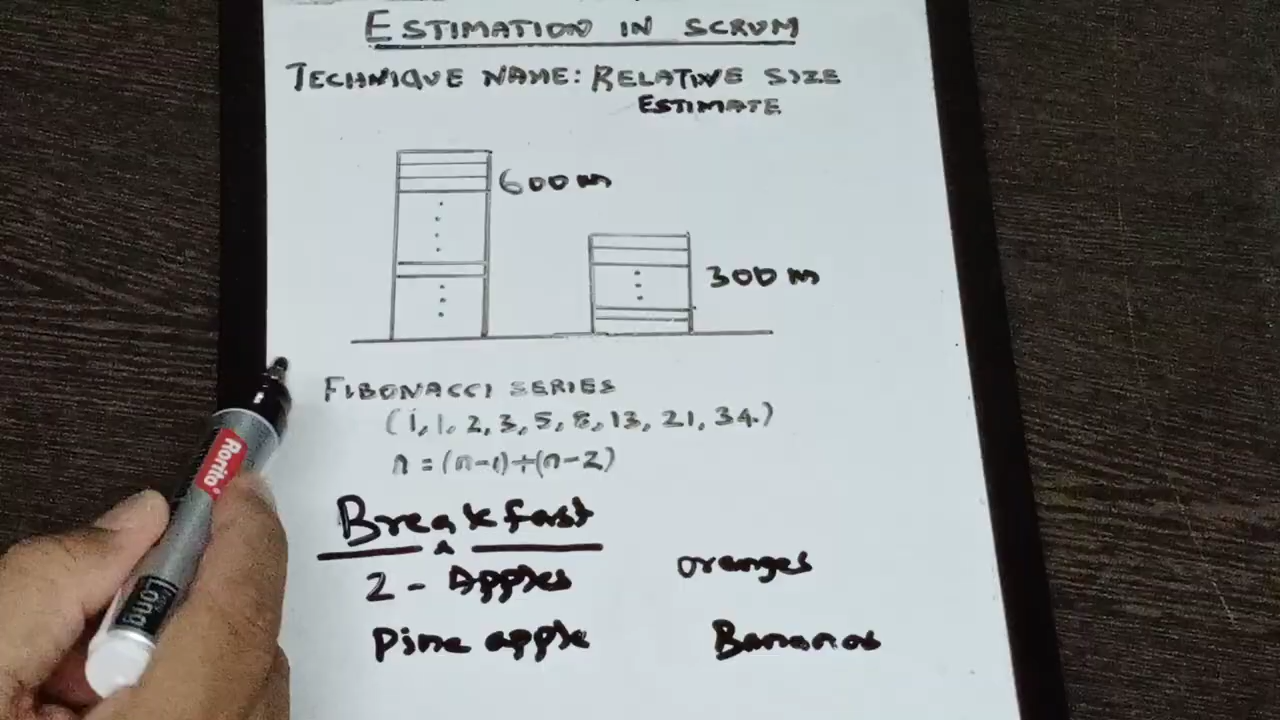 ESTIMATION IN SCRUM
TECHNIQUE NAME: RELATIVE SIZE
ESTIMATE
600 m
300 m
FIBONACCI SERIES
(1, 1, 2, 3, 5, 8, 13, 21, 34.)
n = (n-1)+(n-2)
Breakfast
2 - Apples
oranges
Pine apple
Bananas
Rorito
Long